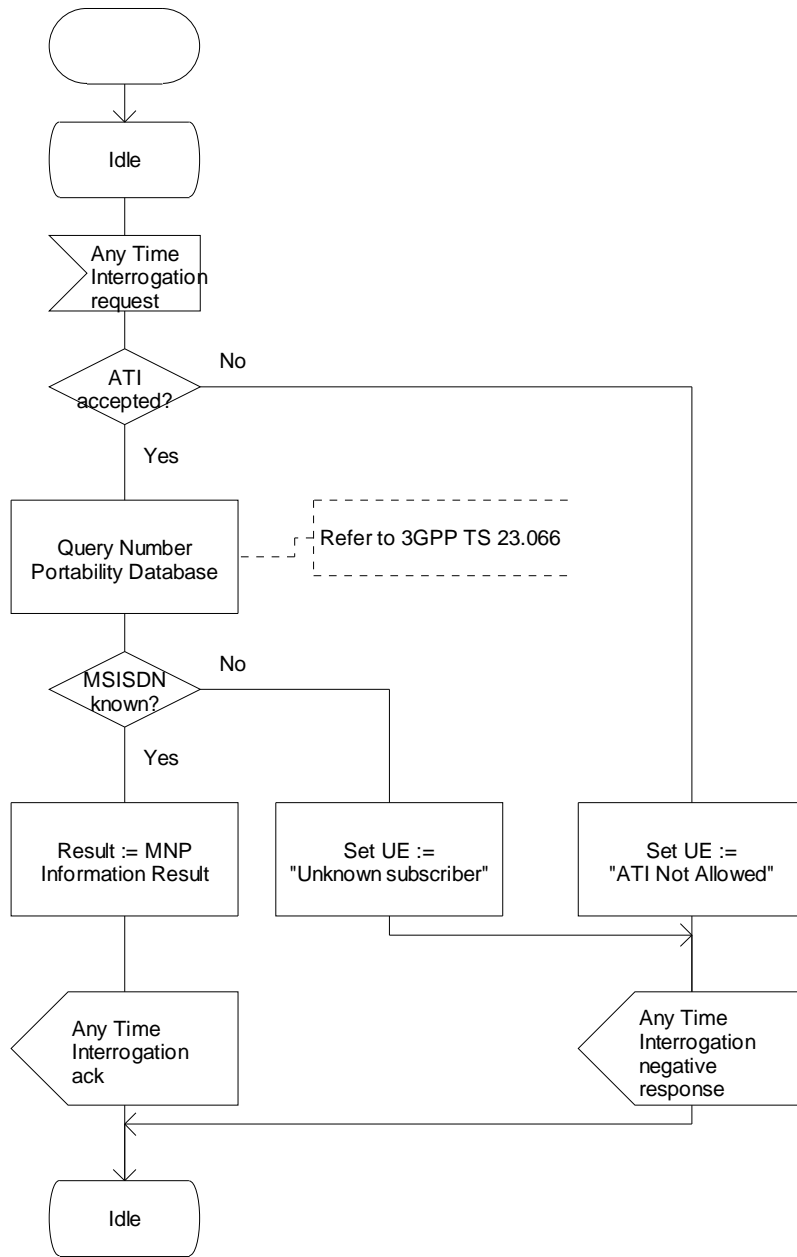 Idle
Any Time
Interrogation
request
ATI
accepted?
No
Yes
Query Number
Portability Database
Refer to 3GPP TS 23.066
MSISDN
known?
No
Yes
Result := MNP
Information Result
Set UE :=
"Unknown subscriber"
Set UE :=
"ATI Not Allowed"
Any Time
Interrogation
ack
Any Time
Interrogation
negative
response
Idle